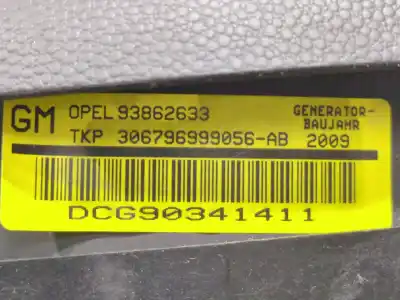 GM OPEL 93862633 GENERATOR-
BAUJAHR
TKP 306796999056-AB 2009
DCG90341411